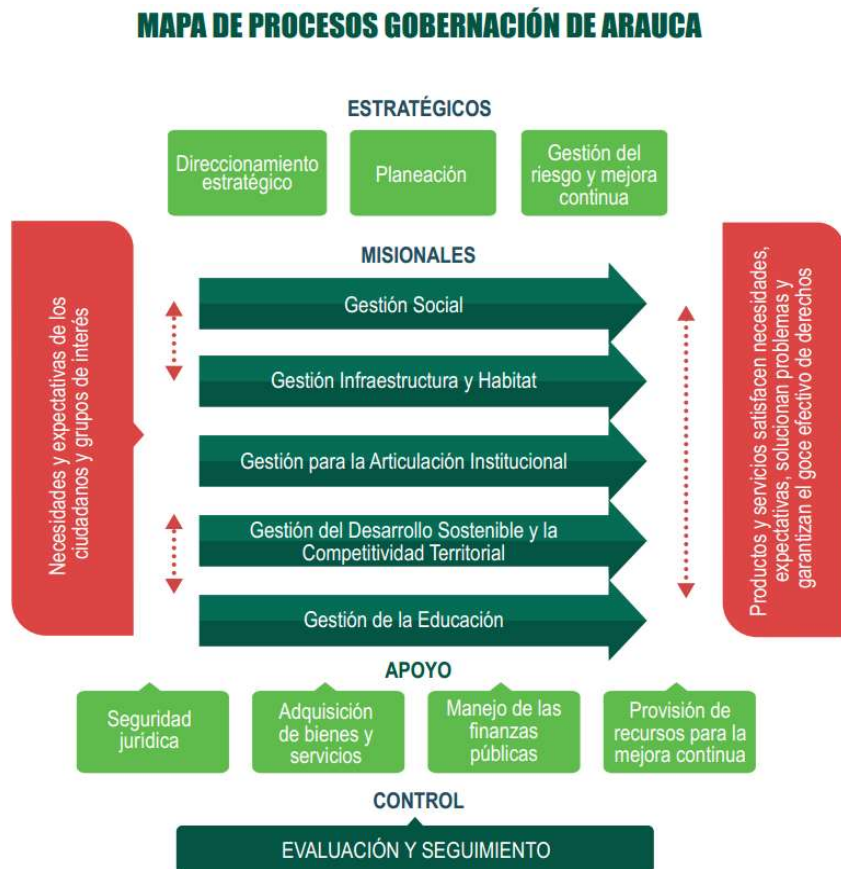 MAPA DE PROCESOS GOBERNACIÓN DE ARAUCA
ESTRATÉGICOS
Direccionamiento
estratégico
Planeación
Gestión del
riesgo y mejora
continua
Necesidades y expectativas de los
ciudadanos y grupos de interés
MISIONALES
Gestión Social
Gestión Infraestructura y Habitat
Gestión para la Articulación Institucional
Gestión del Desarrollo Sostenible y la
Competitividad Territorial
Gestión de la Educación
Productos y servicios satisfacen necesidades,
expectativas, solucionan problemas y
garantizan el goce efectivo de derechos
APOYO
Seguridad
jurídica
Adquisición
de bienes y
servicios
Manejo de las
finanzas
públicas
Provisión de
recursos para la
mejora continua
CONTROL
EVALUACIÓN Y SEGUIMIENTO